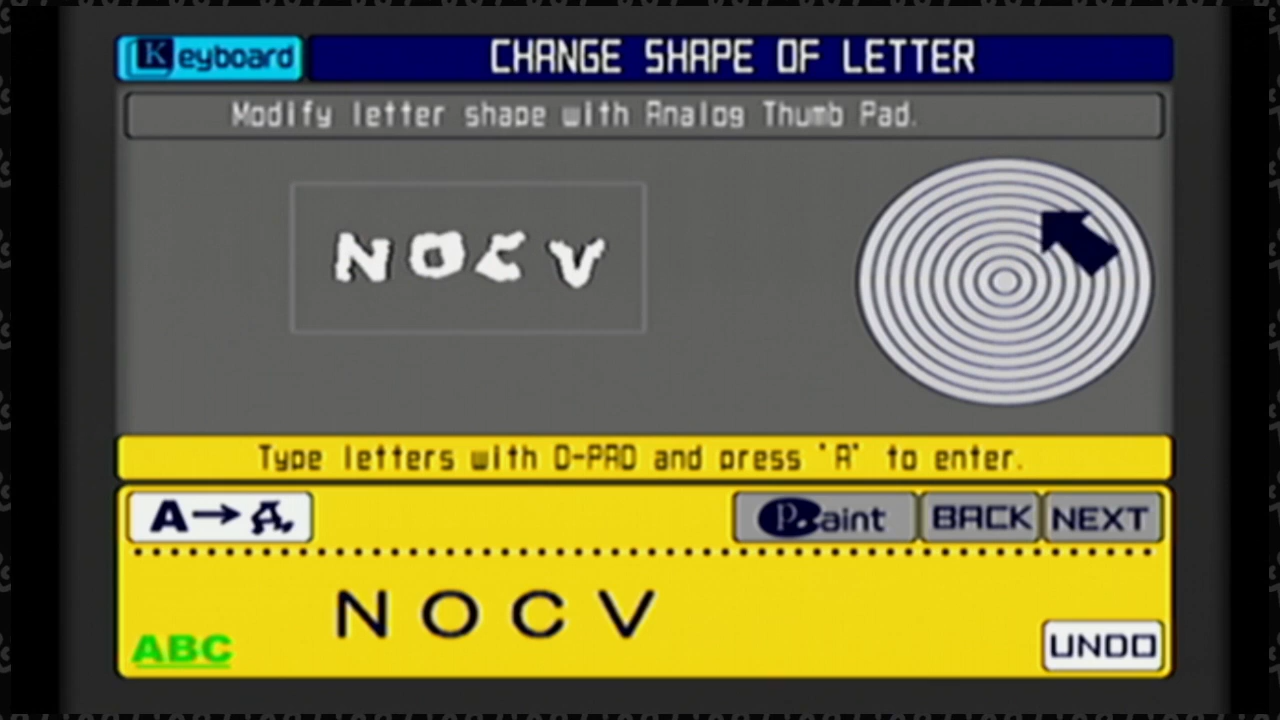 Keyboard
CHANGE SHAPE OF LETTER
Modify letter shape with Analog Thumb Pad.
NOCV
Type letters with D-PAD and press "A" to enter.
A→A
Paint
BACK
NEXT
N O C V
ABC
UNDO